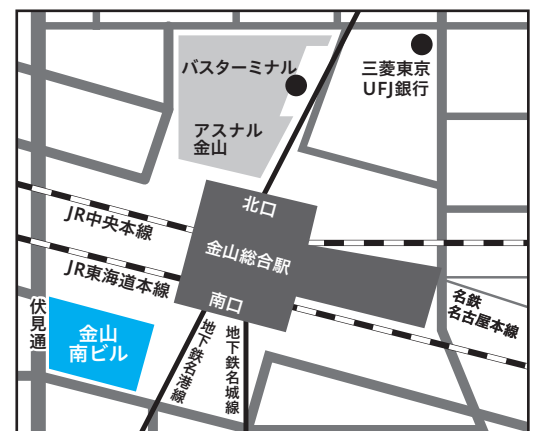 バスターミナル
三菱東京
UFJ銀行
アスナル
金山
北口
JR中央本線
金山総合駅
JR東海道本線
南口
名鉄
名古屋本線
伏見通
金山
南ビル
地下鉄名港線
地下鉄名城線